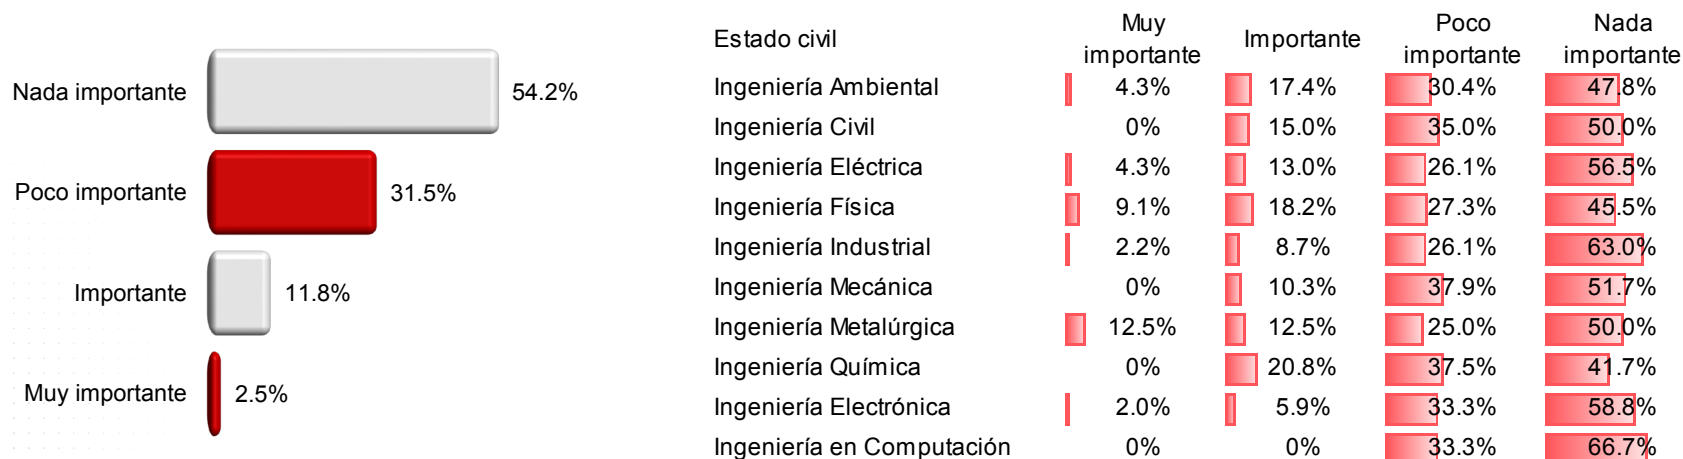 Nada importante 54.2%
Poco importante 31.5%
Importante 11.8%
Muy importante 2.5%
Estado civil Muy importante Importante Poco importante Nada importante
Ingeniería Ambiental 4.3% 17.4% 30.4% 47.8%
Ingeniería Civil 0% 15.0% 35.0% 50.0%
Ingeniería Eléctrica 4.3% 13.0% 26.1% 56.5%
Ingeniería Física 9.1% 18.2% 27.3% 45.5%
Ingeniería Industrial 2.2% 8.7% 26.1% 63.0%
Ingeniería Mecánica 0% 10.3% 37.9% 51.7%
Ingeniería Metalúrgica 12.5% 12.5% 25.0% 50.0%
Ingeniería Química 0% 20.8% 37.5% 41.7%
Ingeniería Electrónica 2.0% 5.9% 33.3% 58.8%
Ingeniería en Computación 0% 0% 33.3% 66.7%